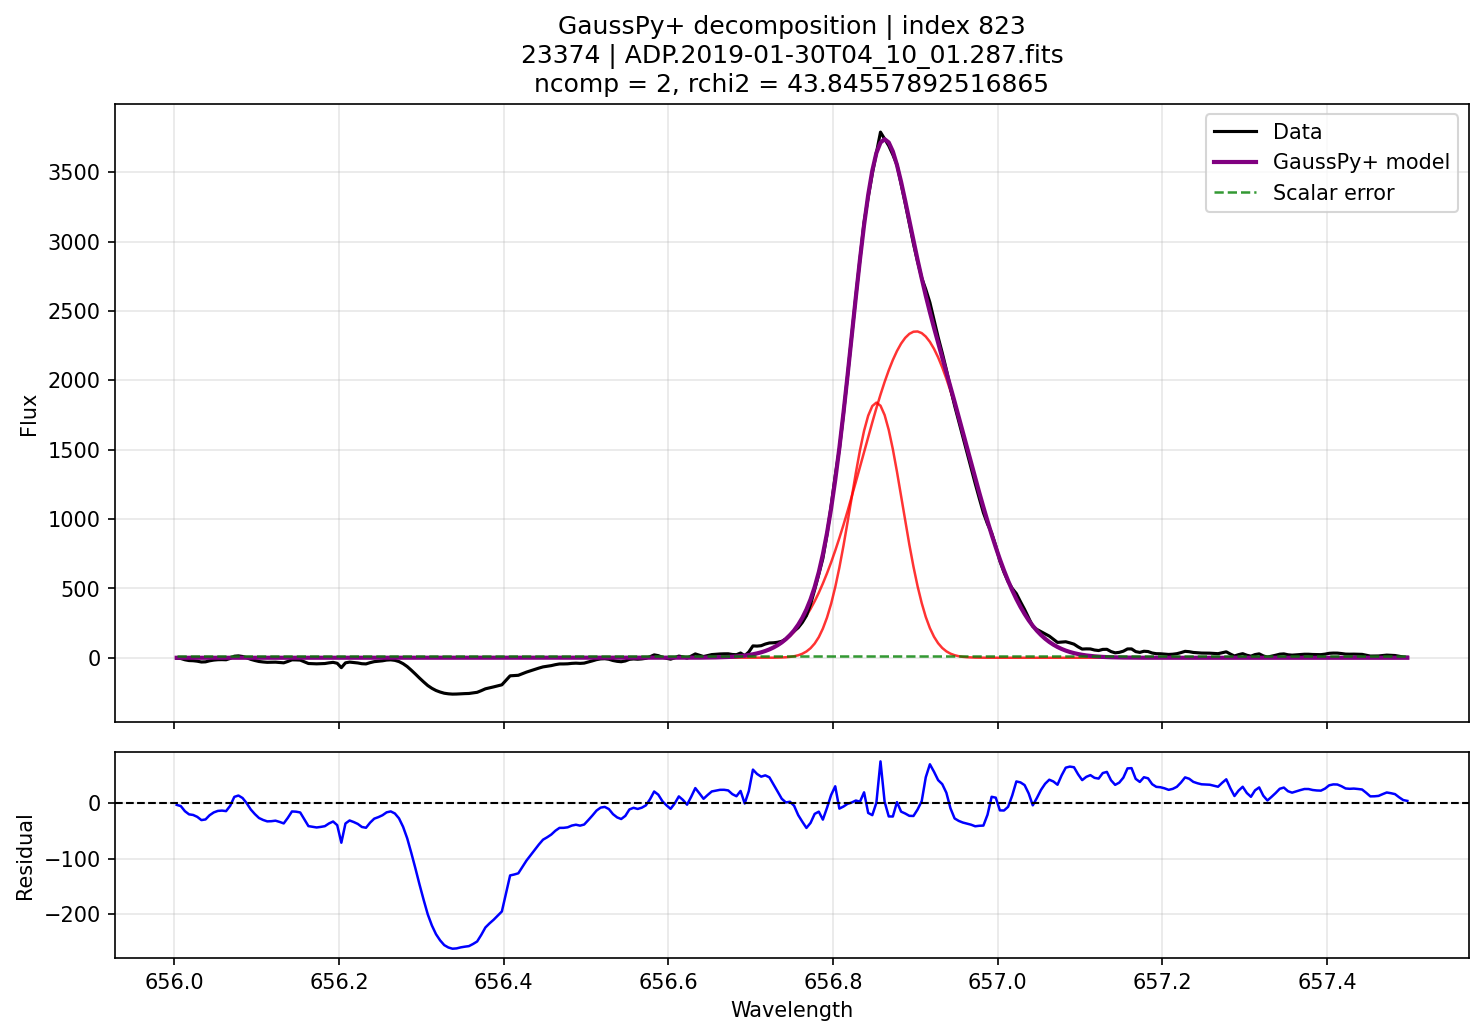 GaussPy+ decomposition | index 823
23374 | ADP.2019-01-30T04_10_01.287.fits
ncomp = 2, rchi2 = 43.84557892516865
Data
GaussPy+ model
Scalar error
Flux
3500
3000
2500
2000
1500
1000
500
0
Residual
0
−100
−200
656.0 656.2 656.4 656.6 656.8 657.0 657.2 657.4
Wavelength